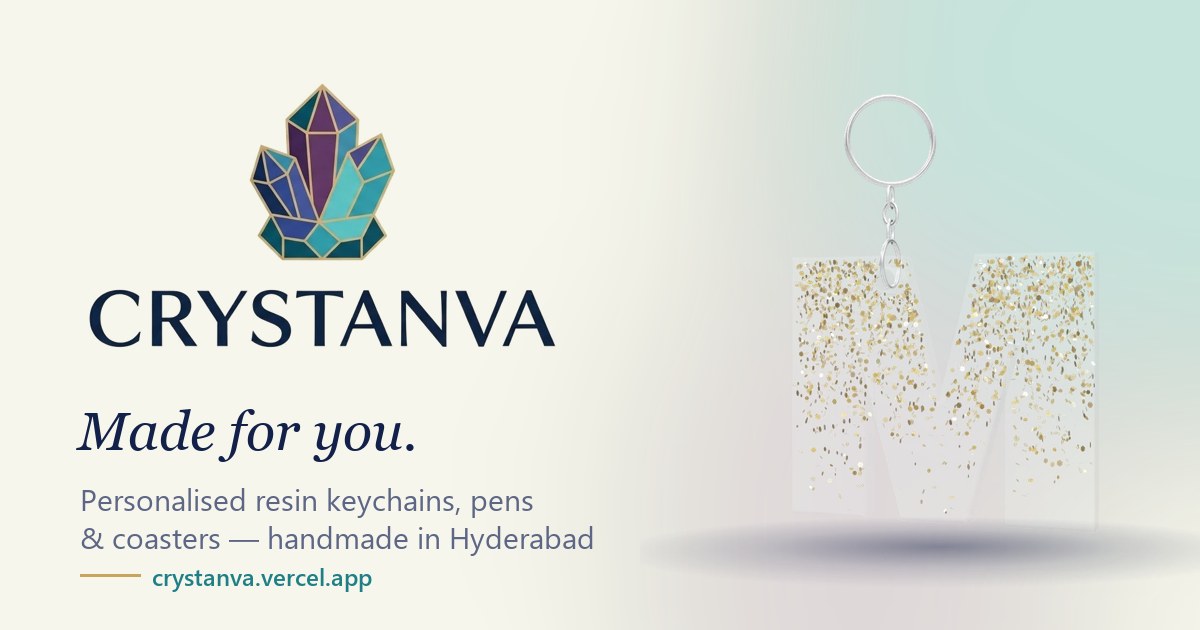 CRYSTANVA
Made for you.
Personalised resin keychains, pens
& coasters — handmade in Hyderabad
crystanva.vercel.app
M